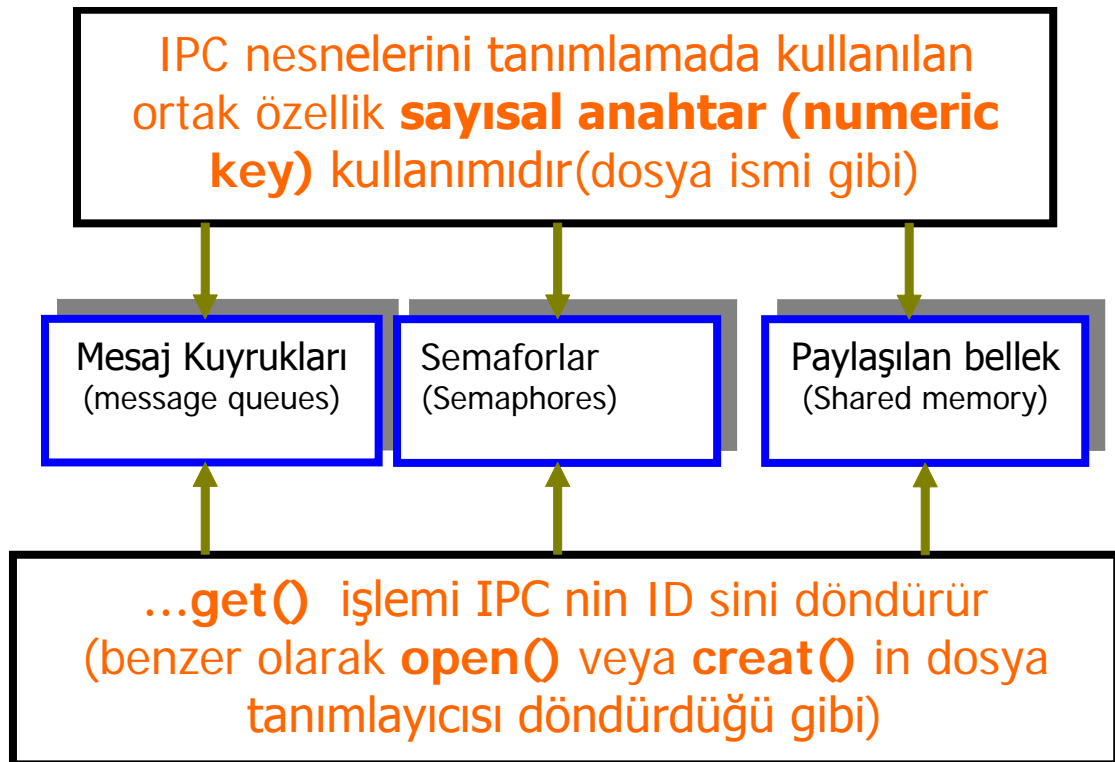 IPC nesnelerini tanımlamada kullanılan
ortak özellik sayısal anahtar (numeric
key) kullanımıdır(dosya ismi gibi)
Mesaj Kuyrukları
(message queues)
Semaforlar
(Semaphores)
Paylaşılan bellek
(Shared memory)
...get() işlemi IPC nin ID sini döndürür
(benzer olarak open() veya creat() in dosya
tanımlayıcısı döndürdüğü gibi)